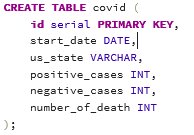 CREATE TABLE covid (
id serial PRIMARY KEY,
start_date DATE,
us_state VARCHAR,
positive_cases INT,
negative_cases INT,
number_of_death INT
);